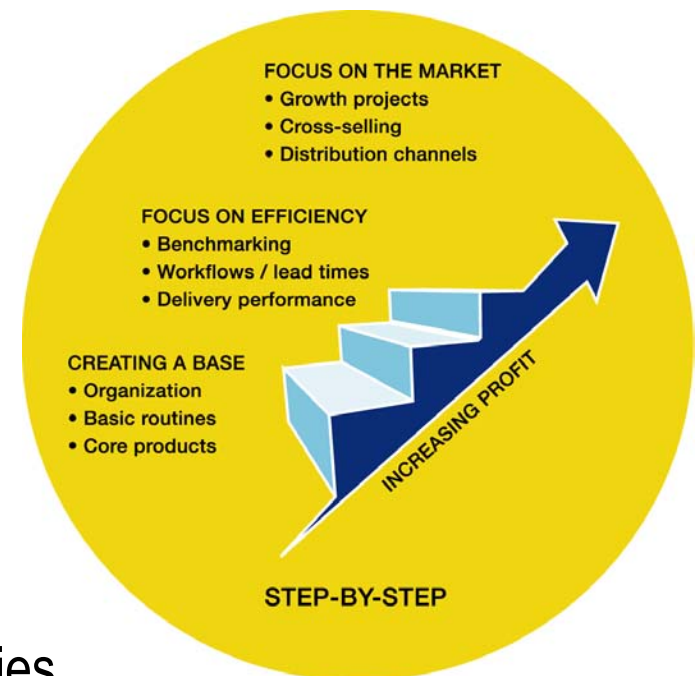 FOCUS ON THE MARKET
• Growth projects
• Cross-selling
• Distribution channels
FOCUS ON EFFICIENCY
• Benchmarking
• Workflows / lead times
• Delivery performance
CREATING A BASE
• Organization
• Basic routines
• Core products
INCREASING PROFIT
STEP-BY-STEP